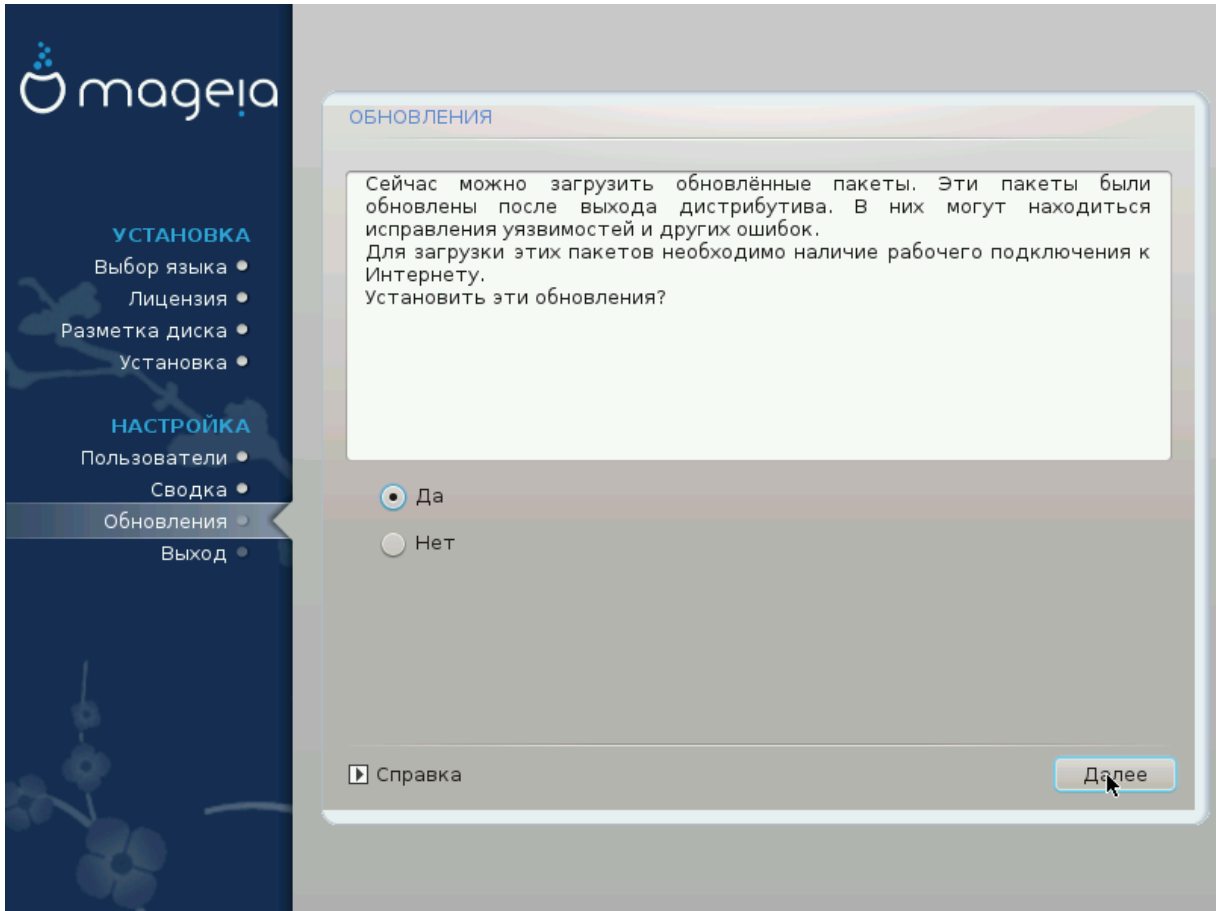 mageia
УСТАНОВКА
Выбор языка
Лицензия
Разметка диска
Установка
НАСТРОЙКА
Пользователи
Сводка
Обновления
Выход
ОБНОВЛЕНИЯ
Сейчас можно загрузить обновлённые пакеты. Эти пакеты были
обновлены после выхода дистрибутива. В них могут находиться
исправления уязвимостей и других ошибок.
Для загрузки этих пакетов необходимо наличие рабочего подключения к
Интернету.
Установить эти обновления?
Да
Нет
Справка
Далее